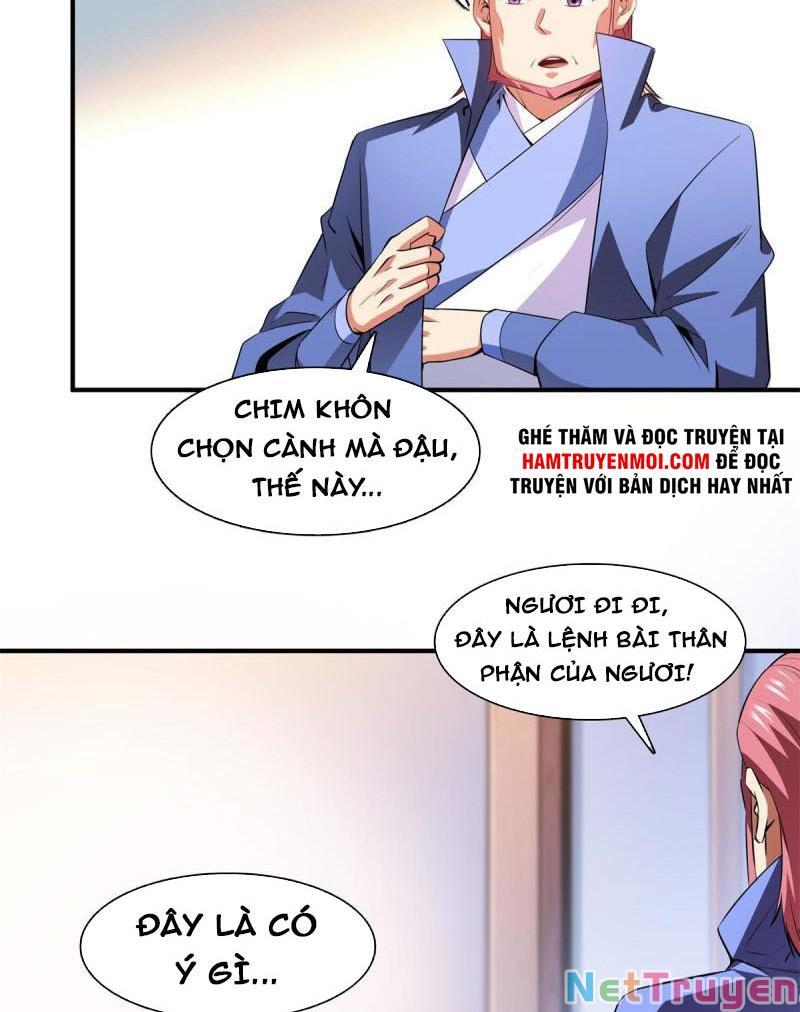 CHIM KHÔN
CHỌN CÀNH MÀ ĐẬU,
THẾ NÀY...
GHÉ THĂM VÀ ĐỌC TRUYỆN TẠI
HAMTRUYENMOI.COM ĐỂ ĐỌC
TRUYỆN VỚI BẢN DỊCH HAY NHẤT
NGƯƠI ĐI ĐI,
ĐÂY LÀ LỆNH BÀI THÂN
PHẬN CỦA NGƯƠI!
ĐÂY LÀ CÓ
Ý GÌ...
NetTruyen